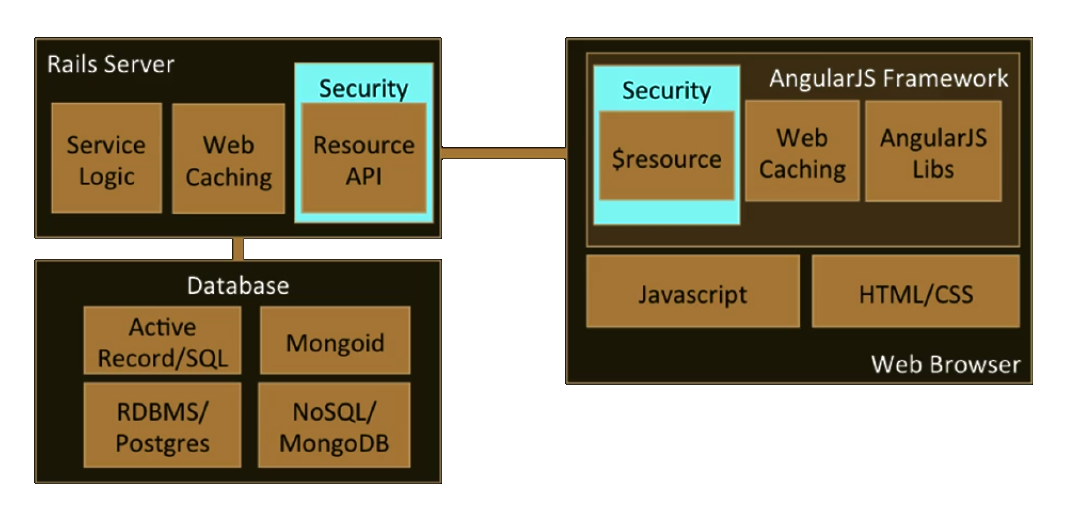 Rails Server
Security
Service
Logic
Web
Caching
Resource
API
Database
Active
Record/SQL
Mongoid
RDBMS/
Postgres
NoSQL/
MongoDB
AngularJS Framework
Security
$resource
Web
Caching
AngularJS
Libs
Javascript
HTML/CSS
Web Browser